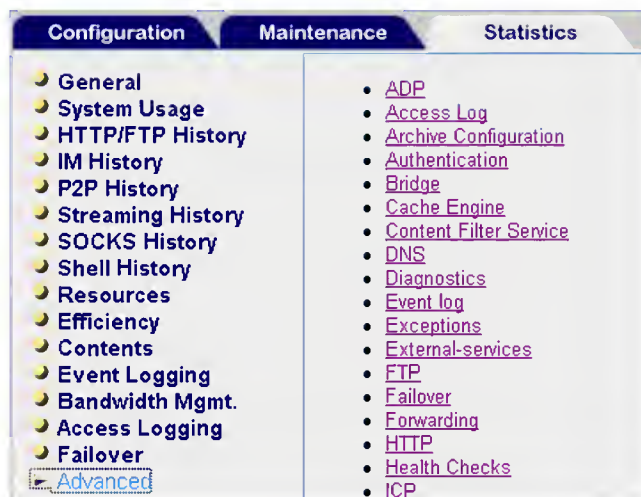 Configuration Maintenance Statistics
General
System Usage
HTTP/FTP History
IM History
P2P History
Streaming History
SOCKS History
Shell History
Resources
Efficiency
Contents
Event Logging
Bandwidth Mgmt.
Access Logging
Failover
Advanced
ADP
Access Log
Archive Configuration
Authentication
Bridge
Cache Engine
Content Filter Service
DNS
Diagnostics
Event log
Exceptions
External-services
FTP
Failover
Forwarding
HTTP
Health Checks
ICP